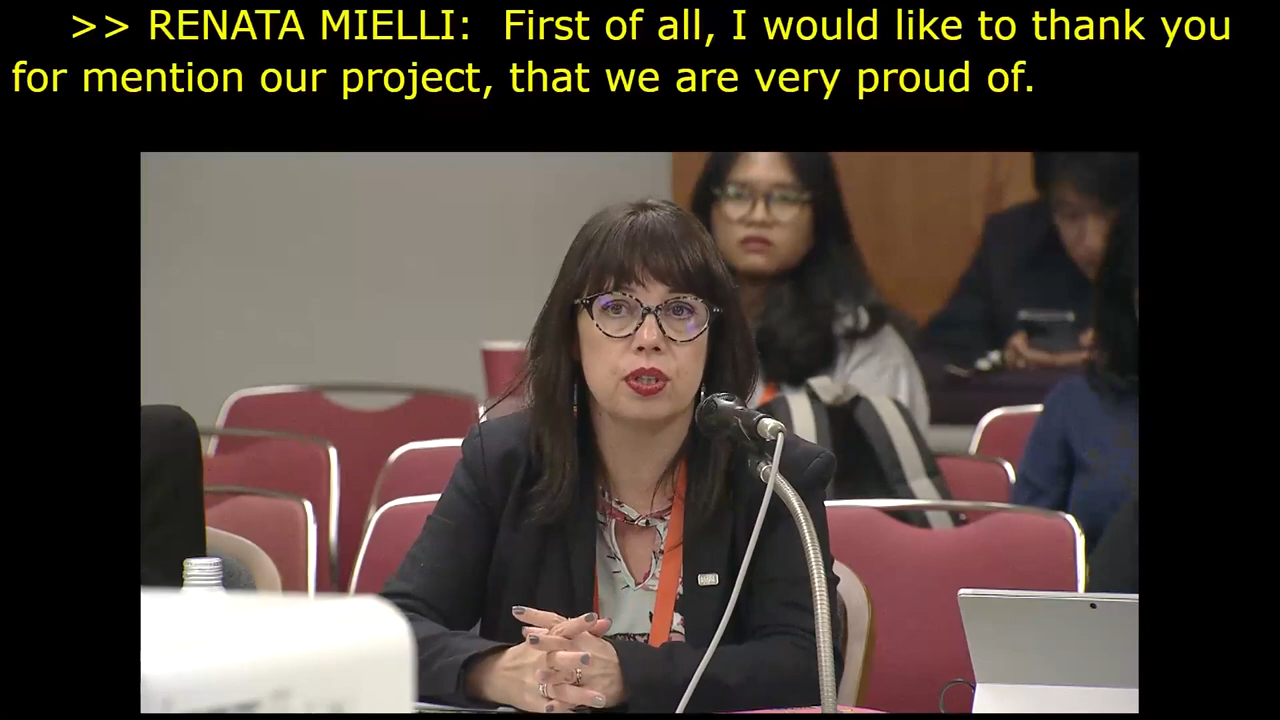 >> RENATA MIELLI:  First of all, I would like to thank you
for mention our project, that we are very proud of.